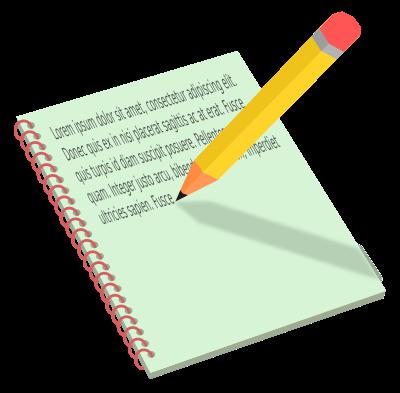 Lorem ipsum dolor sit amet, consectetur adipiscing elit.
Donec quis ex in nisi placerat sagittis ac at erat. Fusce
quis turpis id diam suscipit posuere.
quam. Integer justo arcu, imperdiet
ultricies sapien. Fusce